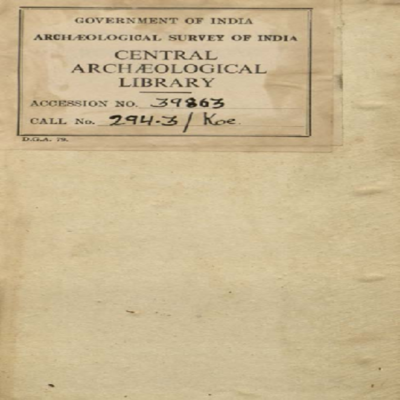 GOVERNMENT OF INDIA
ARCHÆOLOGICAL SURVEY OF INDIA
CENTRAL
ARCHÆOLOGICAL
LIBRARY
ACCESSION NO. 39863
CALL No. 294.3/Koe.
D.G.A. 79.